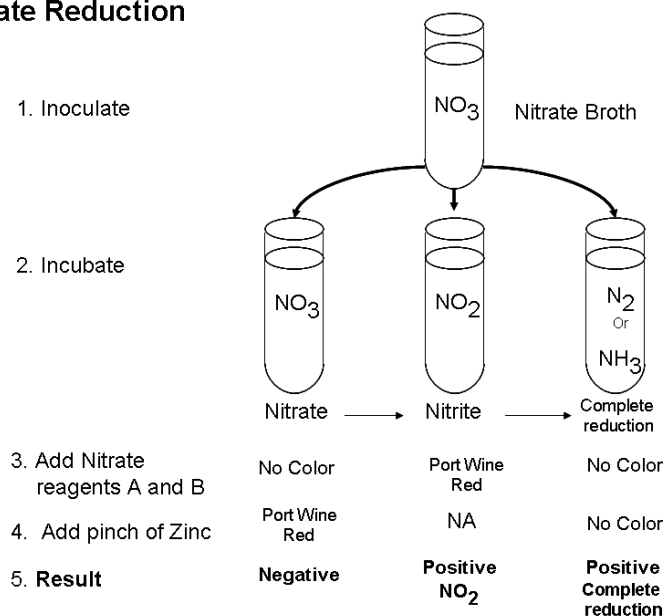 ate Reduction
1. Inoculate
NO3
Nitrate Broth
2. Incubate
NO3
NO2
N2
Or
NH3
Nitrate
Nitrite
Complete
reduction
3. Add Nitrate
reagents A and B
No Color
Port Wine
Red
No Color
4. Add pinch of Zinc
Port Wine
Red
NA
No Color
5. Result
Negative
Positive
NO2
Positive
Complete
reduction